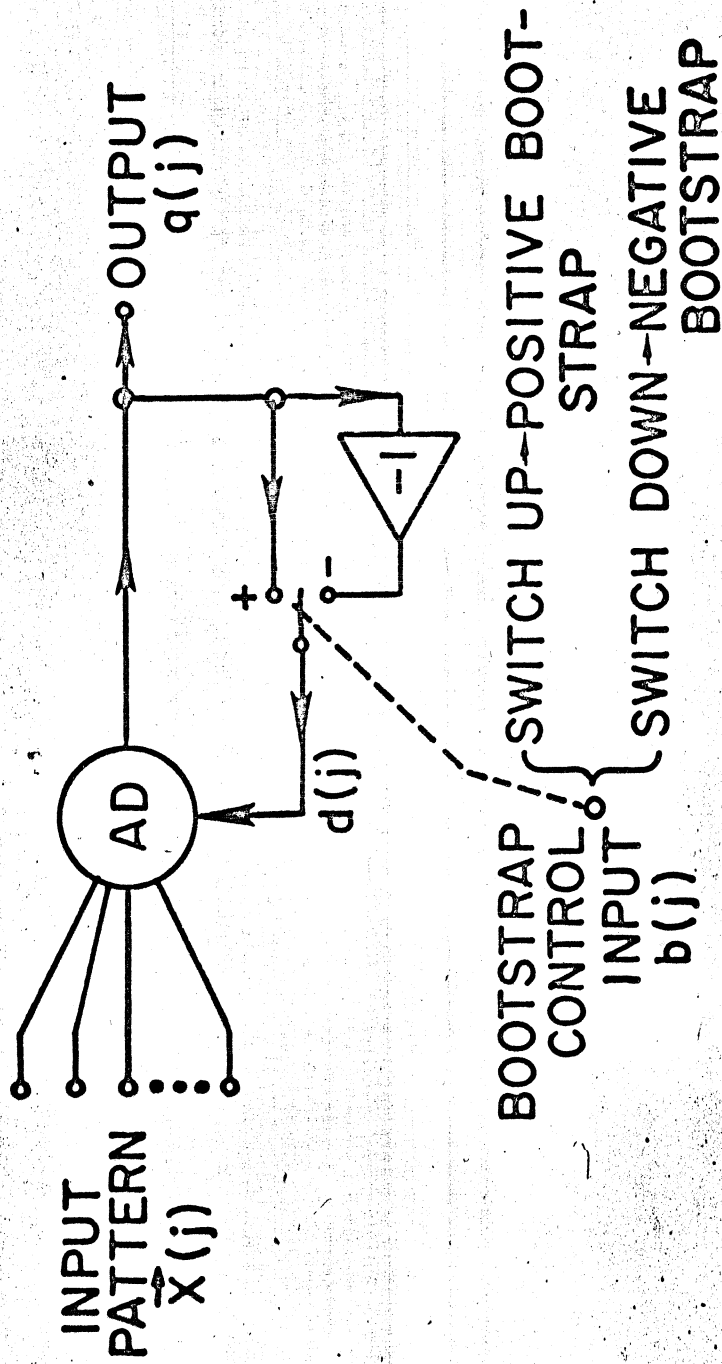 INPUT
PATTERN
X(j)
AD
OUTPUT
q(j)
+
−
−1
d(j)
BOOTSTRAP
CONTROL
INPUT
b(j)
SWITCH UP→POSITIVE BOOT-
STRAP
SWITCH DOWN→NEGATIVE
BOOTSTRAP